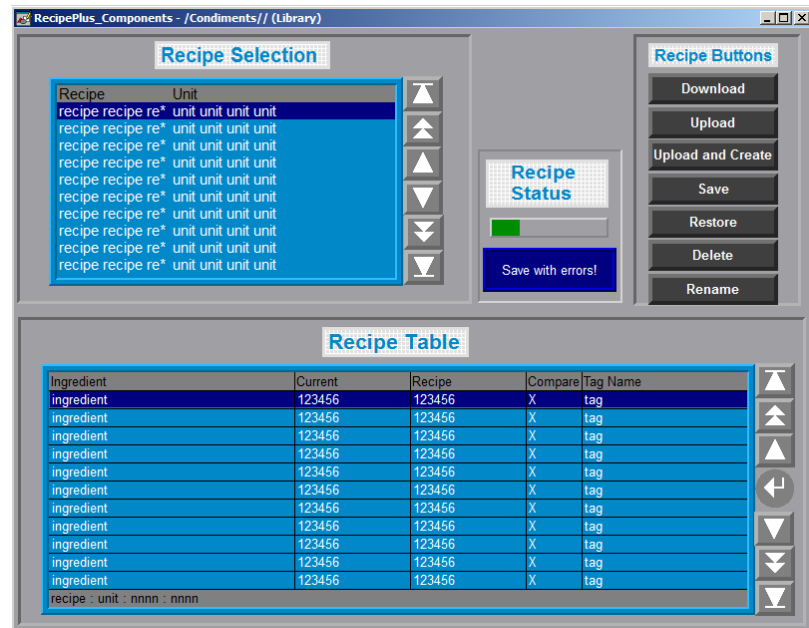 RecipePlus_Components - /Condiments// (Library)
Recipe Selection
Recipe Unit
recipe recipe re* unit unit unit unit
recipe recipe re* unit unit unit unit
recipe recipe re* unit unit unit unit
recipe recipe re* unit unit unit unit
recipe recipe re* unit unit unit unit
recipe recipe re* unit unit unit unit
recipe recipe re* unit unit unit unit
recipe recipe re* unit unit unit unit
recipe recipe re* unit unit unit unit
recipe recipe re* unit unit unit unit
Recipe
Status
Save with errors!
Recipe Buttons
Download
Upload
Upload and Create
Save
Restore
Delete
Rename
Recipe Table
Ingredient Current Recipe Compare Tag Name
ingredient 123456 123456 X tag
ingredient 123456 123456 X tag
ingredient 123456 123456 X tag
ingredient 123456 123456 X tag
ingredient 123456 123456 X tag
ingredient 123456 123456 X tag
ingredient 123456 123456 X tag
ingredient 123456 123456 X tag
ingredient 123456 123456 X tag
ingredient 123456 123456 X tag
ingredient 123456 123456 X tag
recipe : unit : nnnn : nnnn